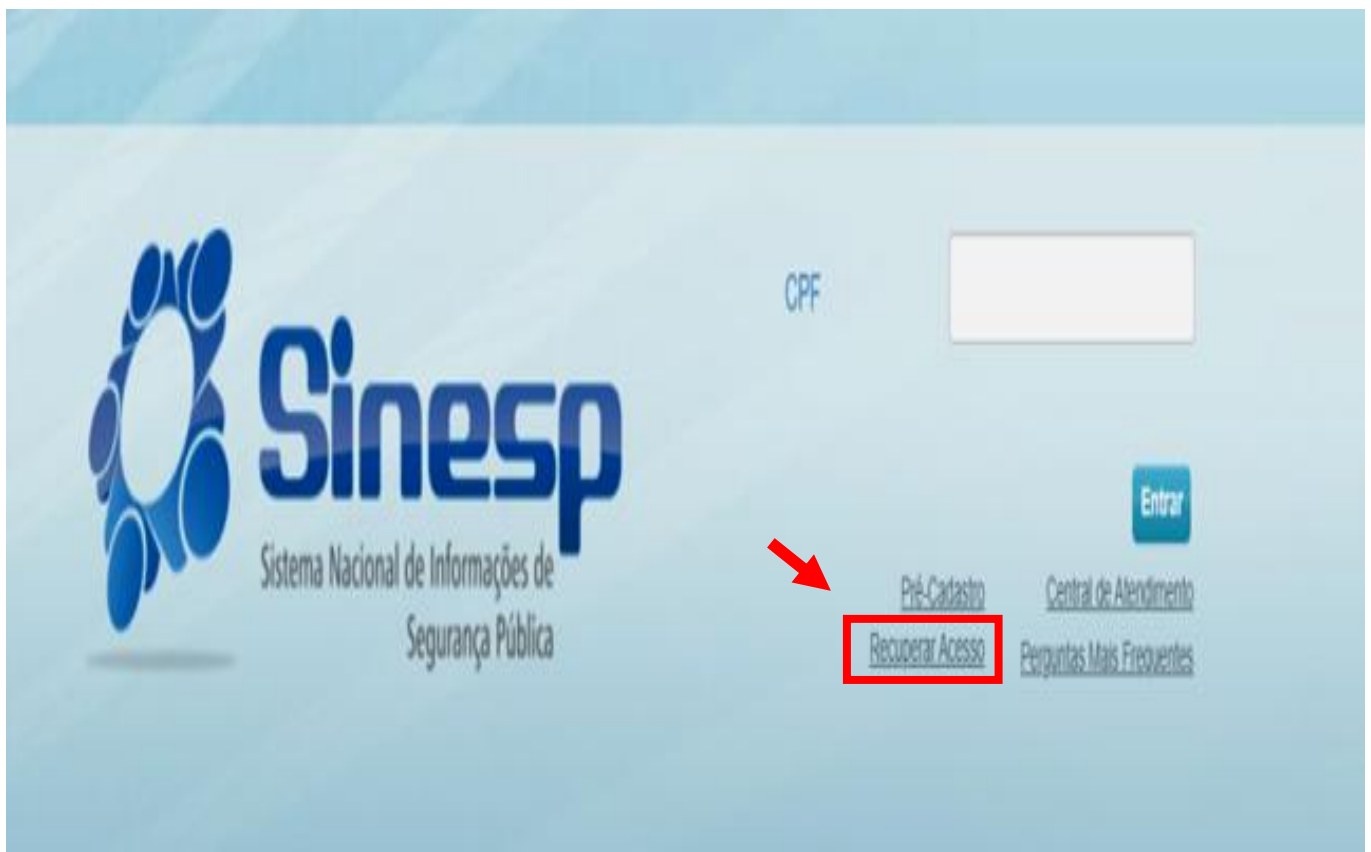 CPF
Sinesp
Sistema Nacional de Informações de
Segurança Pública
Entrar
Pré-Cadastro
Central de Atendimento
Recuperar Acesso
Perguntas Mais Frequentes